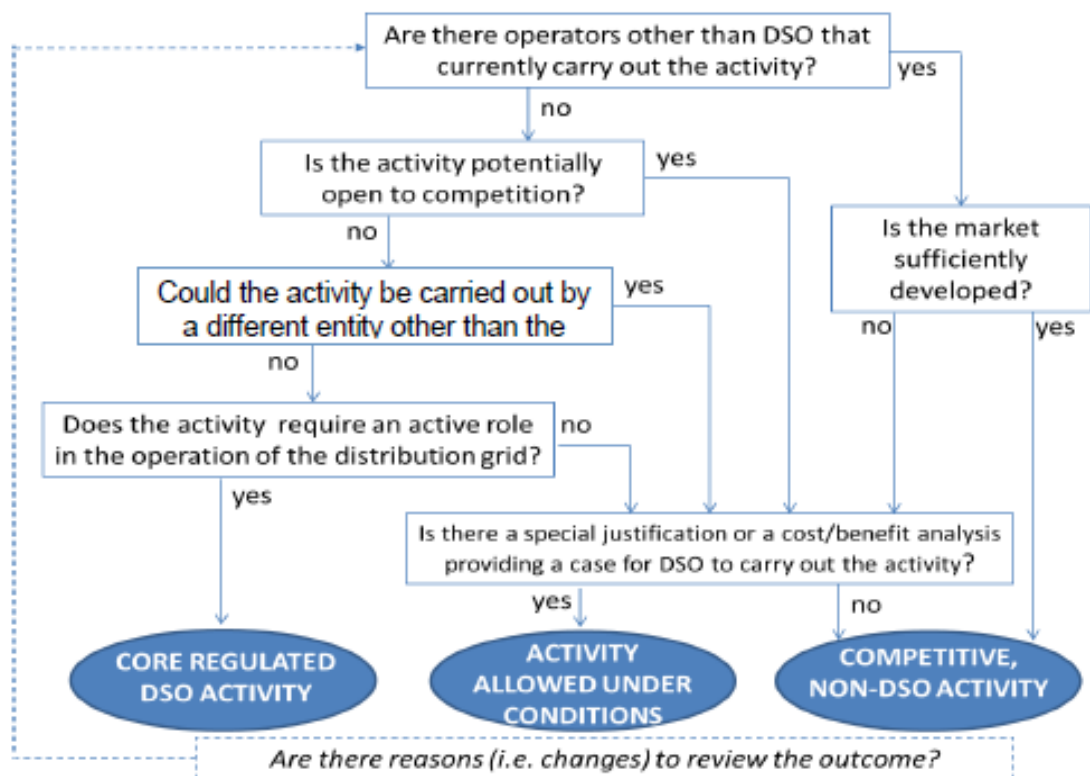 Are there operators other than DSO that
currently carry out the activity?
yes
no
Is the activity potentially
open to competition?
yes
no
Is the market
sufficiently
developed?
Could the activity be carried out by
a different entity other than the
yes
no
no
yes
Does the activity require an active role
in the operation of the distribution grid?
no
yes
Is there a special justification or a cost/benefit analysis
providing a case for DSO to carry out the activity?
yes
no
CORE REGULATED
DSO ACTIVITY
ACTIVITY
ALLOWED UNDER
CONDITIONS
COMPETITIVE,
NON-DSO ACTIVITY
Are there reasons (i.e. changes) to review the outcome?